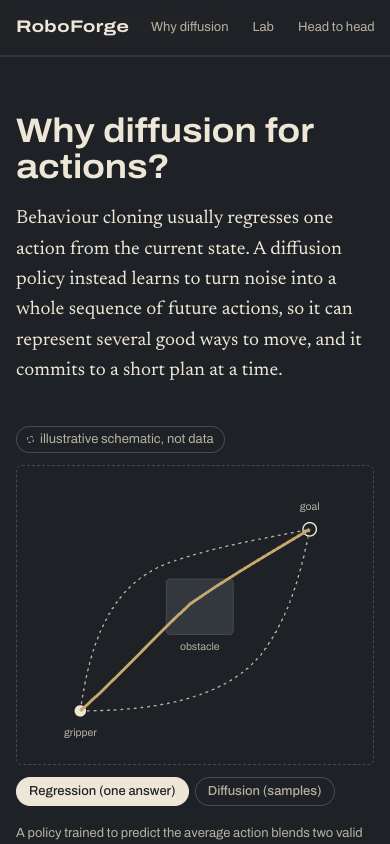 RoboForge Why diffusion Lab Head to head
Why diffusion for
actions?
Behaviour cloning usually regresses one
action from the current state. A diffusion
policy instead learns to turn noise into a
whole sequence of future actions, so it can
represent several good ways to move, and it
commits to a short plan at a time.
illustrative schematic, not data
goal
obstacle
gripper
Regression (one answer) Diffusion (samples)
A policy trained to predict the average action blends two valid